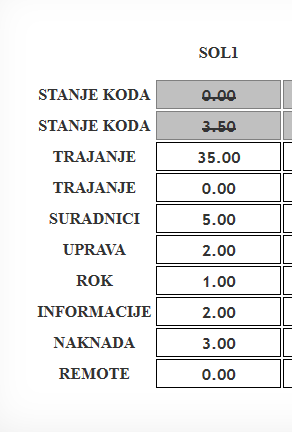 SOL1
STANJE KODA 0.00
STANJE KODA 3.50
TRAJANJE 35.00
TRAJANJE 0.00
SURADNICI 5.00
UPRAVA 2.00
ROK 1.00
INFORMACIJE 2.00
NAKNADA 3.00
REMOTE 0.00